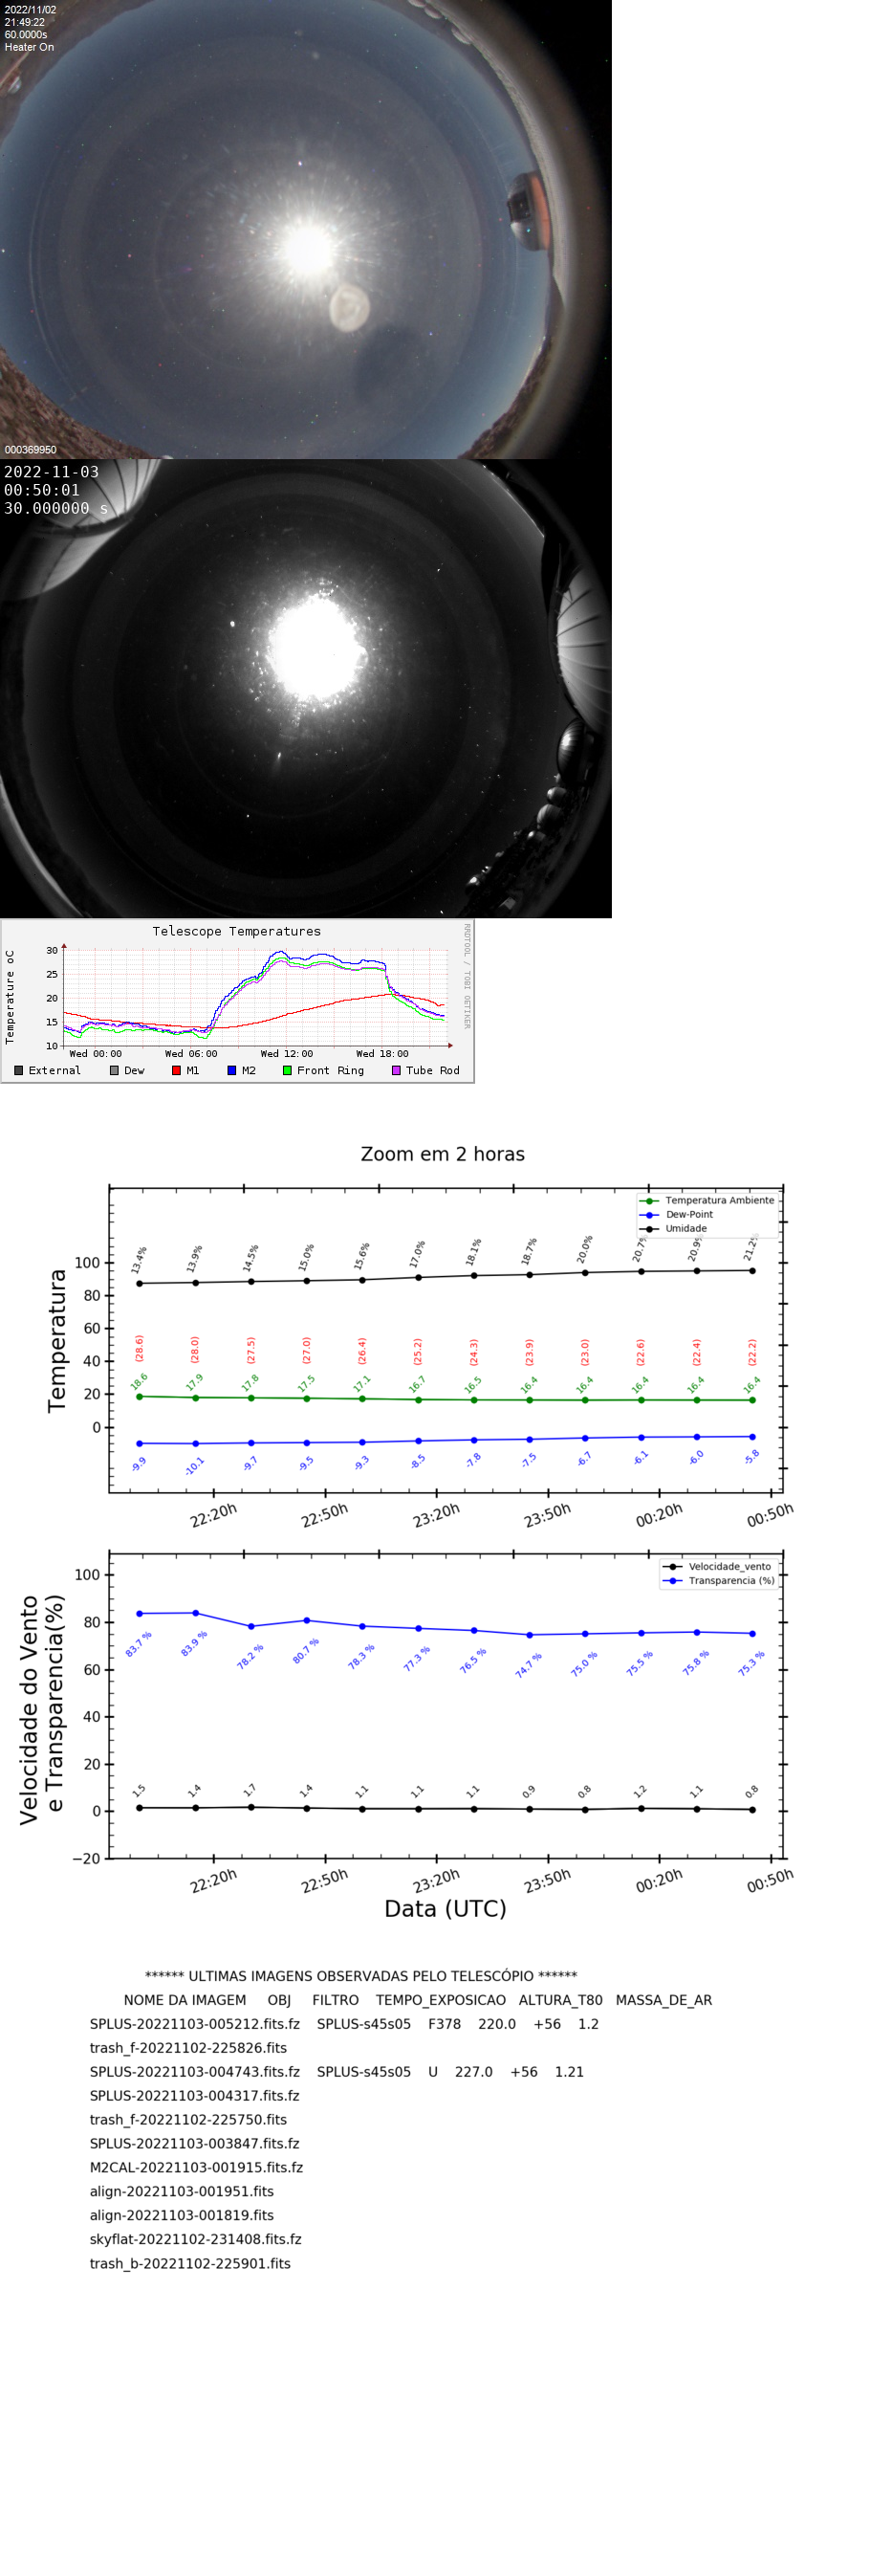 2022/11/02
21:49:22
60.0000s
Heater On
000369950
2022-11-03
00:50:01
30.000000 s
Telescope Temperatures
Temperature oC
RRDTOOL / TOBI OETIKER
30
25
20
15
10
Wed 00:00 Wed 06:00 Wed 12:00 Wed 18:00
External Dew M1 M2 Front Ring Tube Rod
Zoom em 2 horas
Temperatura
Temperatura Ambiente
Dew-Point
Umidade
13.4% 13.9% 14.5% 15.0% 15.6% 17.0% 18.1% 18.7% 20.0% 20.7% 20.9% 21.2%
100
80
60
40
20
0
(28.6) (28.0) (27.5) (27.0) (26.4) (25.2) (24.3) (23.9) (23.0) (22.6) (22.4) (22.2)
18.6 17.9 17.8 17.5 17.1 16.7 16.5 16.4 16.4 16.4 16.4 16.4
-9.9 -10.1 -9.7 -9.5 -9.3 -8.5 -7.8 -7.5 -6.7 -6.1 -6.0 -5.8
22:20h 22:50h 23:20h 23:50h 00:20h 00:50h
Velocidade do Vento
e Transparencia(%)
Velocidade_vento
Transparencia (%)
100
80
60
40
20
0
−20
83.7 % 83.9 % 78.2 % 80.7 % 78.3 % 77.3 % 76.5 % 74.7 % 75.0 % 75.5 % 75.8 % 75.3 %
1.5 1.4 1.7 1.4 1.1 1.1 1.1 0.9 0.8 1.2 1.1 0.8
22:20h 22:50h 23:20h 23:50h 00:20h 00:50h
Data (UTC)
****** ULTIMAS IMAGENS OBSERVADAS PELO TELESCÓPIO ******
NOME DA IMAGEM OBJ FILTRO TEMPO_EXPOSICAO ALTURA_T80 MASSA_DE_AR
SPLUS-20221103-005212.fits.fz SPLUS-s45s05 F378 220.0 +56 1.2
trash_f-20221102-225826.fits
SPLUS-20221103-004743.fits.fz SPLUS-s45s05 U 227.0 +56 1.21
SPLUS-20221103-004317.fits.fz
trash_f-20221102-225750.fits
SPLUS-20221103-003847.fits.fz
M2CAL-20221103-001915.fits.fz
align-20221103-001951.fits
align-20221103-001819.fits
skyflat-20221102-231408.fits.fz
trash_b-20221102-225901.fits